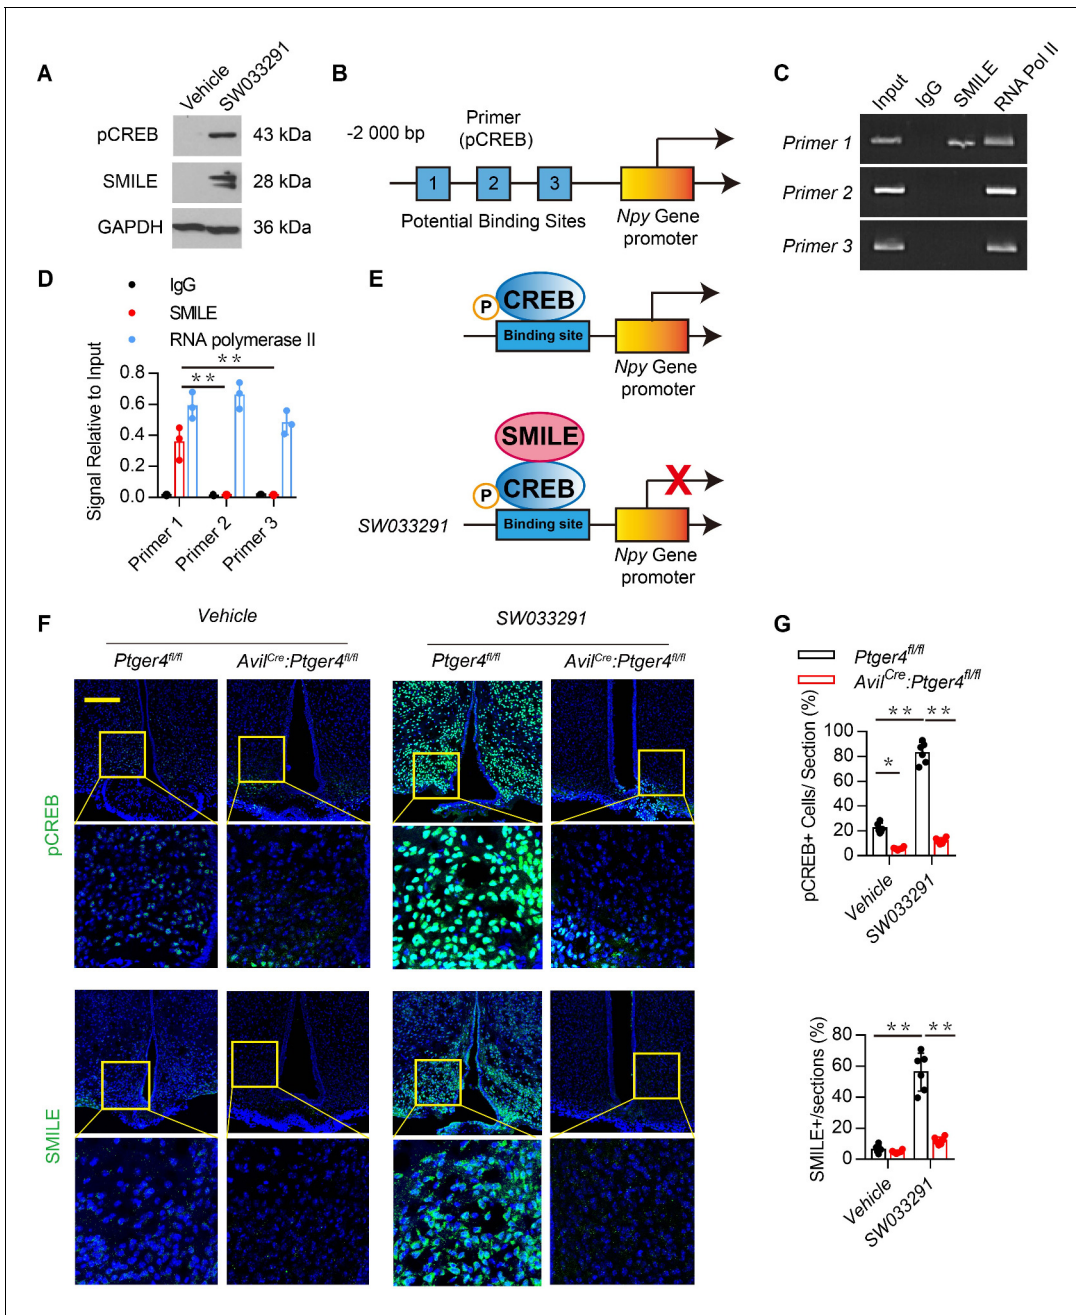 A
Vehicle
SW033291
pCREB
43 kDa
SMILE
28 kDa
GAPDH
36 kDa
B
-2 000 bp
Primer
(pCREB)
1
2
3
Potential Binding Sites
Npy Gene
promoter
C
Input
IgG
SMILE
RNA Pol II
Primer 1
Primer 2
Primer 3
D
IgG
SMILE
RNA polymerase II
**
**
Signal Relative to Input
0.8
0.6
0.4
0.2
0.0
Primer 1
Primer 2
Primer 3
E
P
CREB
Binding site
Npy Gene
promoter
SMILE
P
CREB
X
SW033291
Binding site
Npy Gene
promoter
F
Vehicle
SW033291
Ptger4fl/fl
AvilCre:Ptger4fl/fl
Ptger4fl/fl
AvilCre:Ptger4fl/fl
pCREB
SMILE
G
Ptger4fl/fl
AvilCre:Ptger4fl/fl
pCREB+ Cells/ Section (%)
** **
*
100
80
60
40
20
0
Vehicle
SW033291
SMILE+/sections (%)
** **
80
60
40
20
0
Vehicle
SW033291